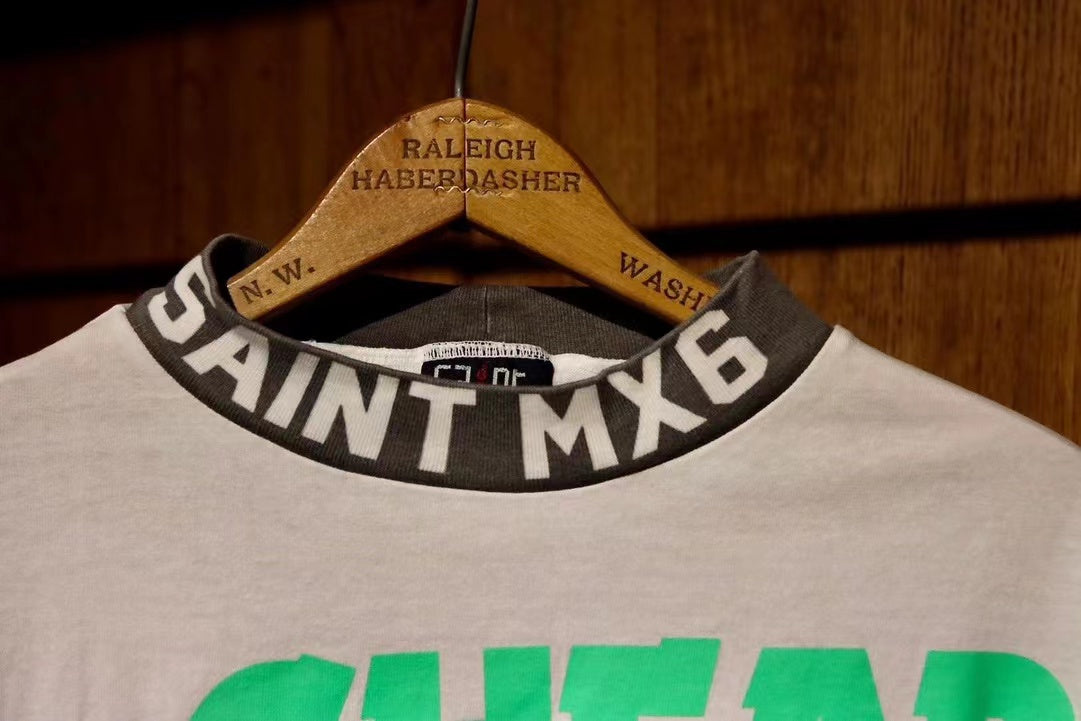 RALEIGH
HABERDASHER
N.W.
WASH
SAINT MX6